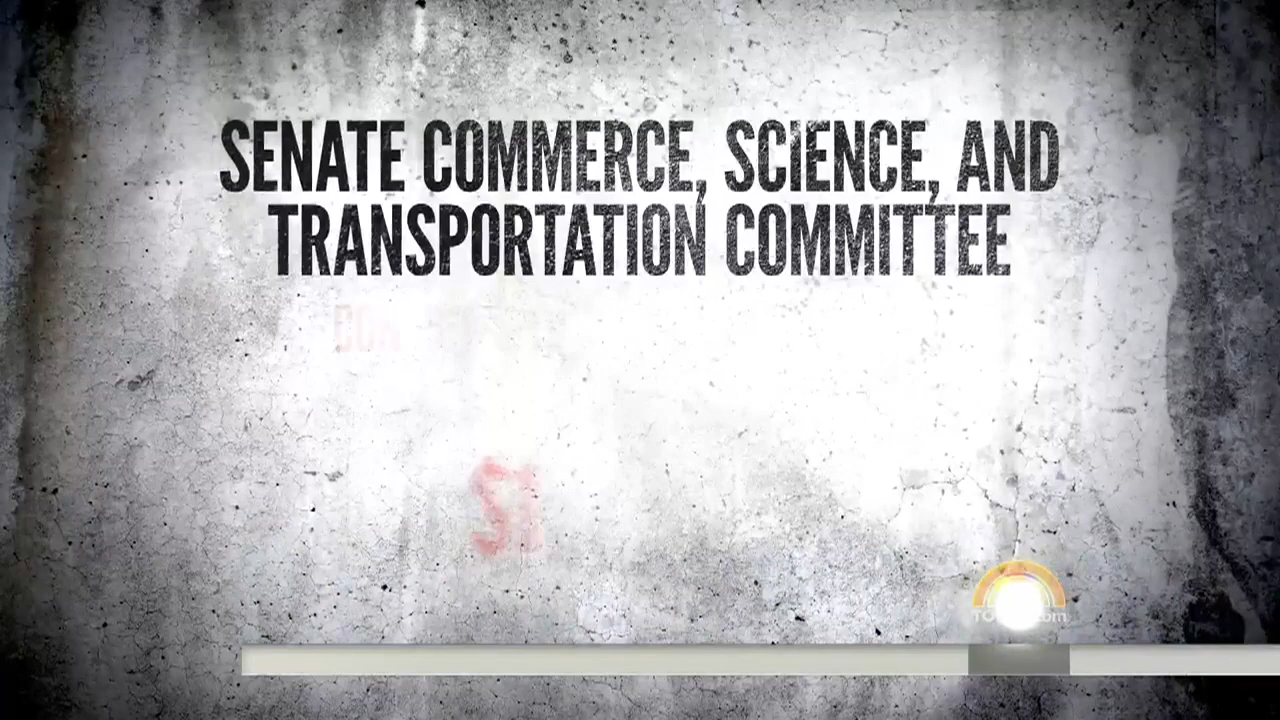 SENATE COMMERCE, SCIENCE, AND
TRANSPORTATION COMMITTEE